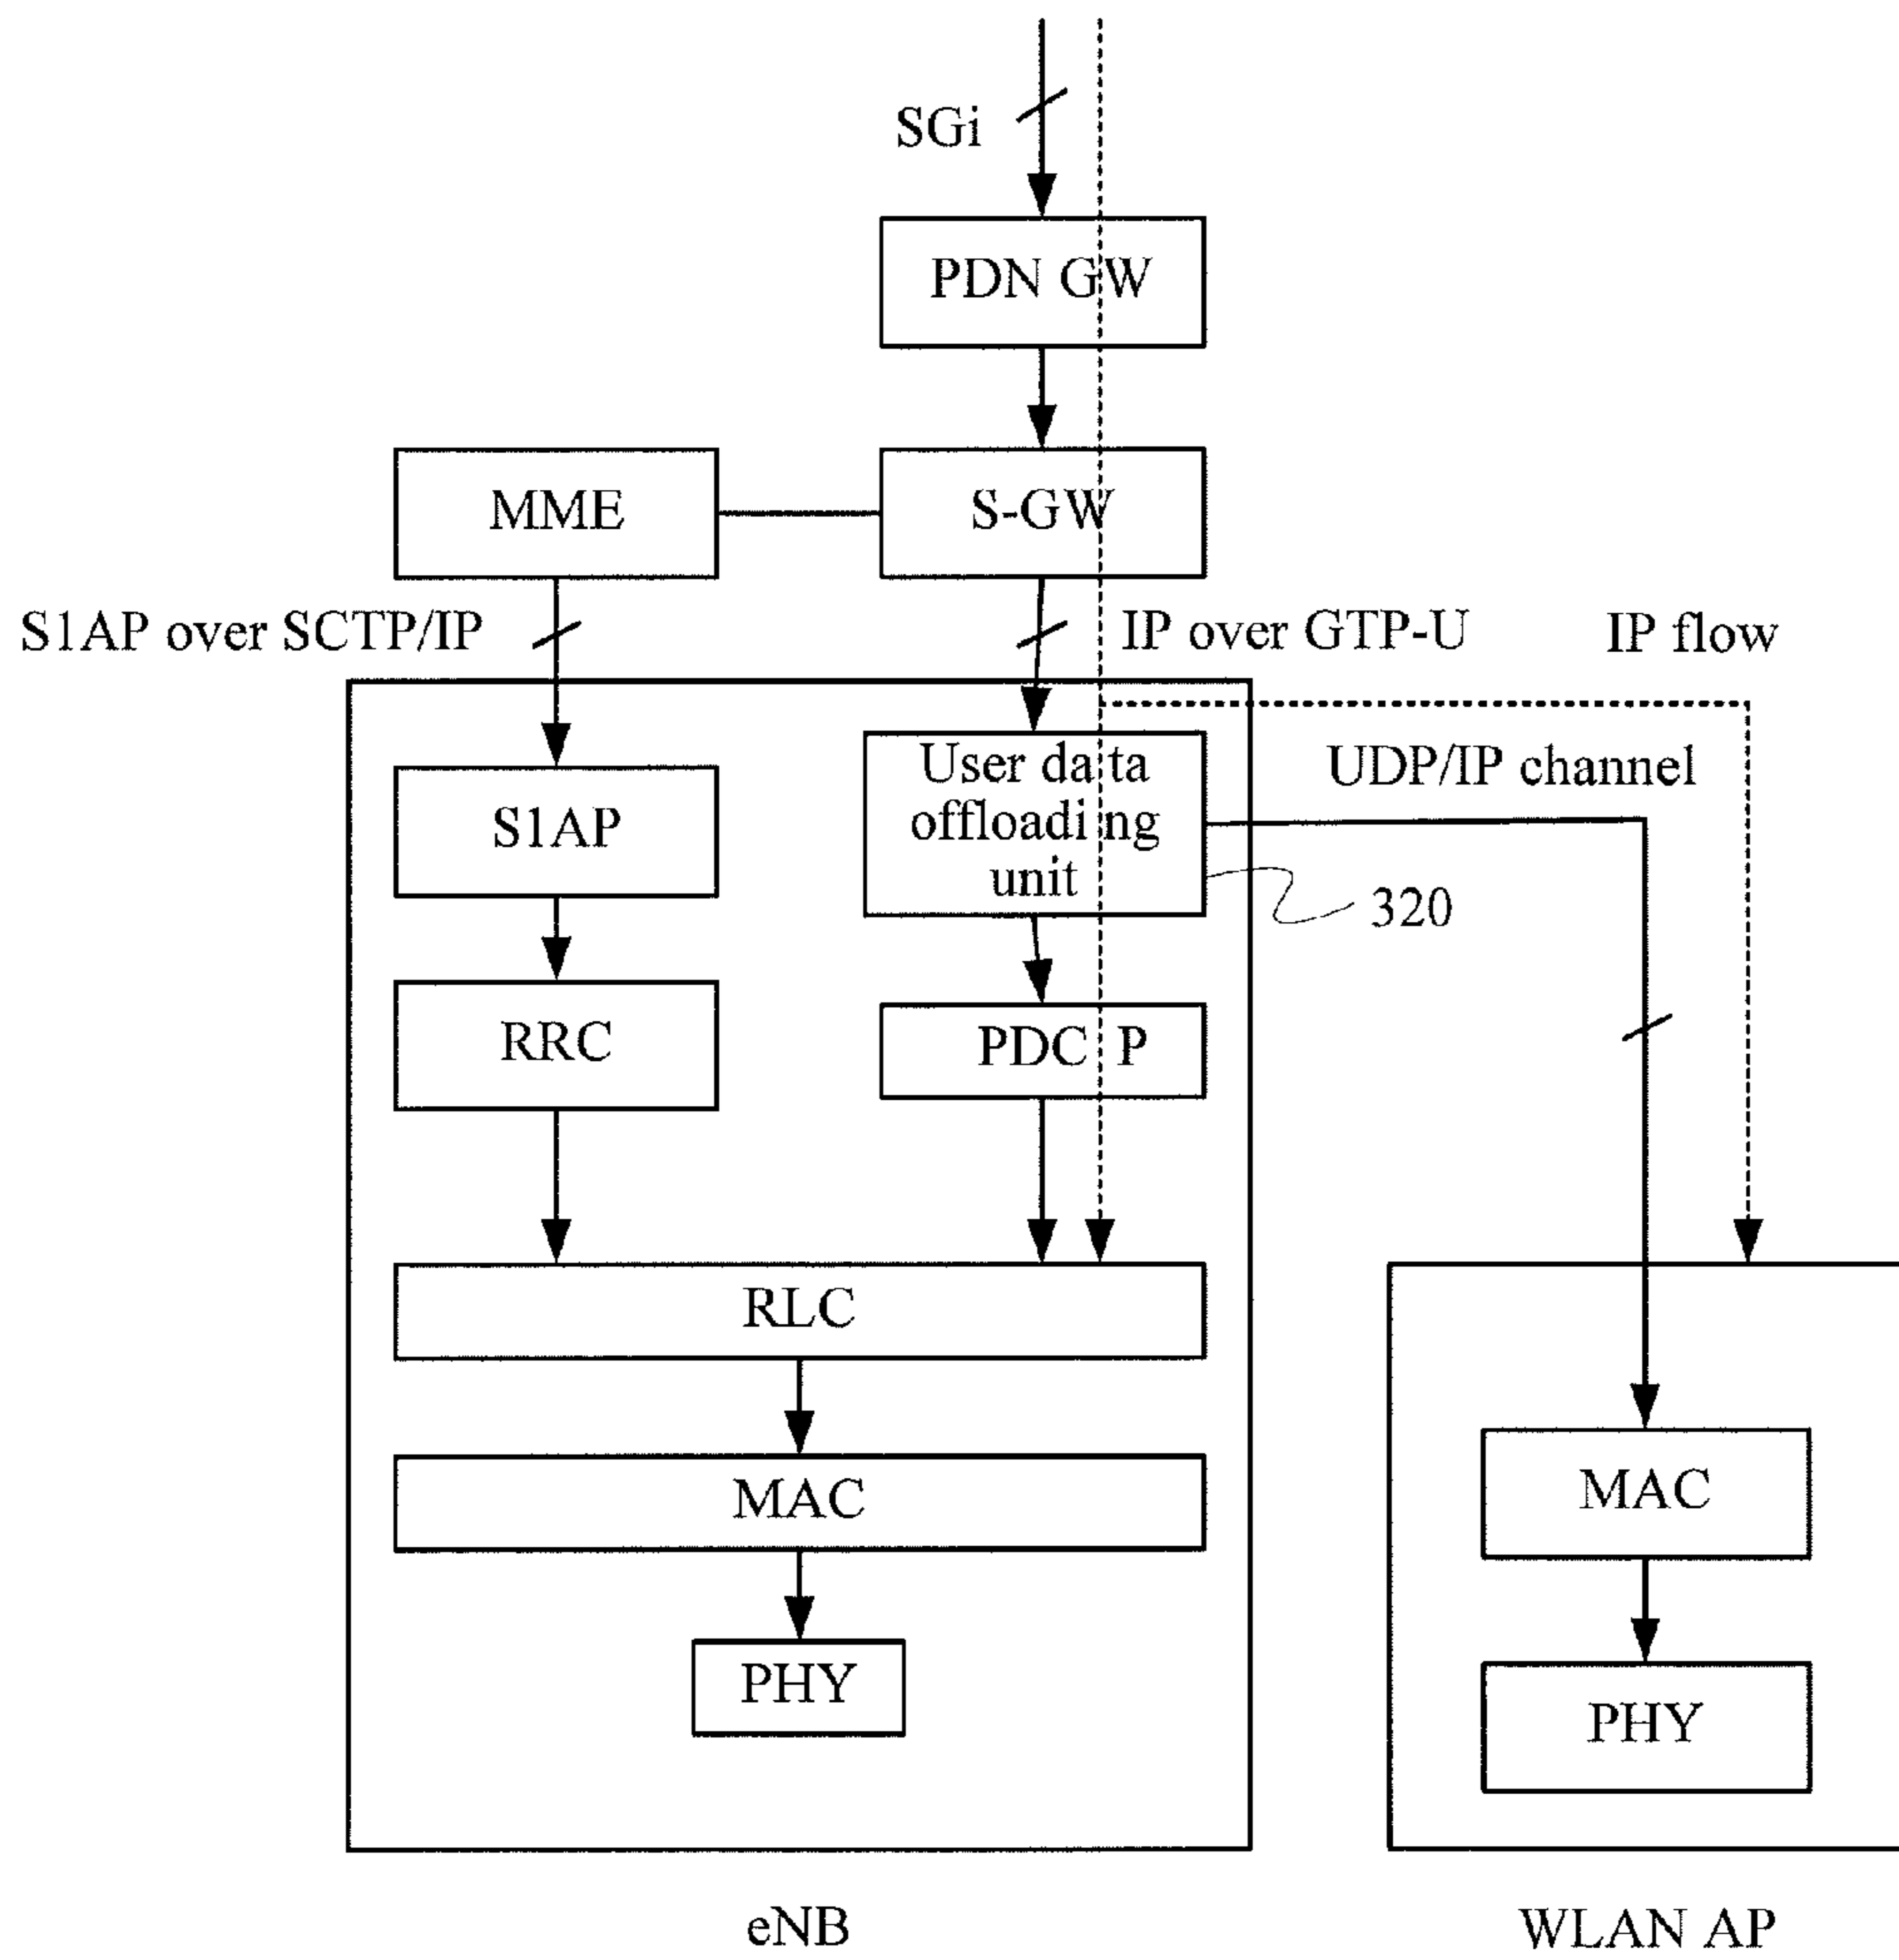 SGi
PDN GW
MME
S-GW
S1AP over SCTP/IP
IP over GTP-U
IP flow
User data
offloading
unit
UDP/IP channel
S1AP
320
RRC
PDCP
RLC
MAC
MAC
PHY
PHY
eNB
WLAN AP